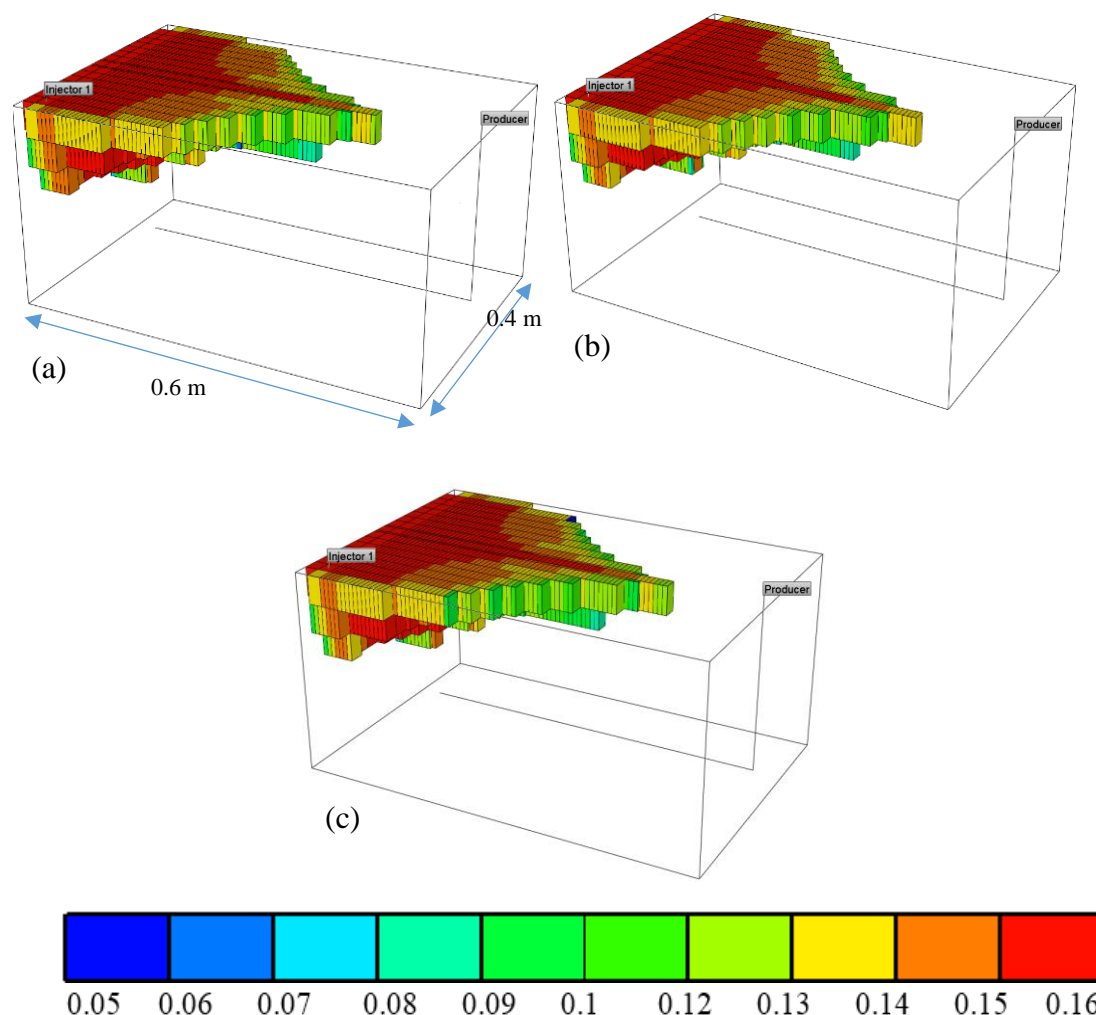 Injector 1
Producer
0.4 m
0.6 m
(a)
Injector 1
Producer
(b)
Injector 1
Producer
(c)
0.05 0.06 0.07 0.08 0.09 0.1 0.12 0.13 0.14 0.15 0.16